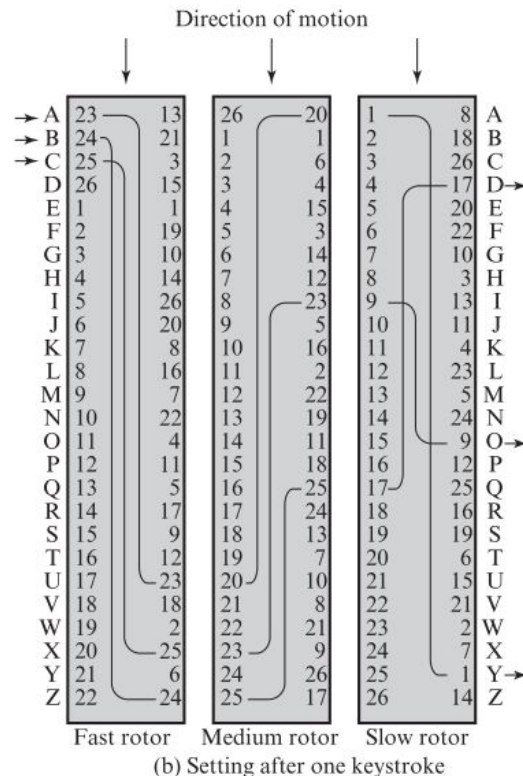 Direction of motion
A 23 13 26 20 1 8 A
B 24 21 1 1 2 18 B
C 25 3 2 6 3 26 C
D 26 15 3 4 4 17 D
E 1 1 4 15 5 20 E
F 2 19 5 3 6 22 F
G 3 10 6 14 7 10 G
H 4 14 7 12 8 3 H
I 5 26 8 23 9 13 I
J 6 20 9 5 10 11 J
K 7 8 10 16 11 4 K
L 8 16 11 2 12 23 L
M 9 7 12 22 13 5 M
N 10 22 13 19 14 24 N
O 11 4 14 11 15 9 O
P 12 11 15 18 16 12 P
Q 13 5 16 25 17 25 Q
R 14 17 17 24 18 16 R
S 15 9 18 13 19 19 S
T 16 12 19 7 20 6 T
U 17 23 20 10 21 15 U
V 18 18 21 8 22 21 V
W 19 2 22 21 23 2 W
X 20 25 23 9 24 7 X
Y 21 6 24 26 25 1 Y
Z 22 24 25 17 26 14 Z
Fast rotor Medium rotor Slow rotor
(b) Setting after one keystroke